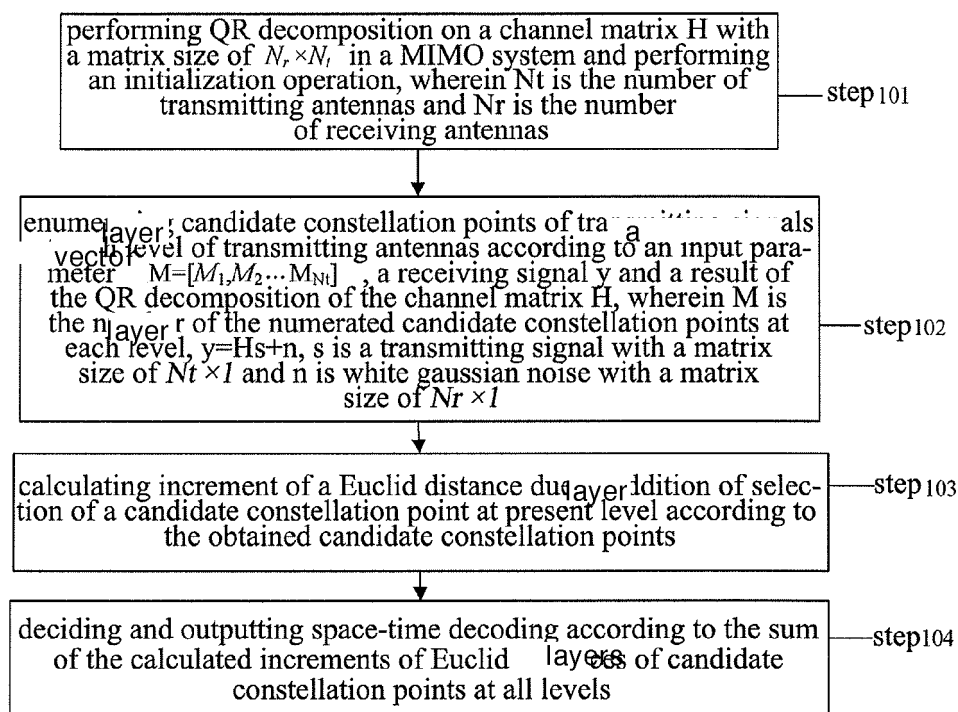 performing QR decomposition on a channel matrix H with
a matrix size of Nr×Nt in a MIMO system and performing
an initialization operation, wherein Nt is the number of
transmitting antennas and Nr is the number
of receiving antennas
step 101
enume layer candidate constellation points of tra a als
vector level of transmitting antennas according to an input para-
meter M=[M1,M2...MNt] , a receiving signal y and a result of
the QR decomposition of the channel matrix H, wherein M is
the n layer r of the numerated candidate constellation points at
each level, y=Hs+n, s is a transmitting signal with a matrix
size of Nt ×1 and n is white gaussian noise with a matrix
size of Nr ×1
step 102
calculating increment of a Euclid distance layer of selec-
tion of a candidate constellation point at present level according to
the obtained candidate constellation points
step 103
deciding and outputting space-time decoding according to the sum
of the calculated increments of Euclid layers of candidate
constellation points at all levels
step 104